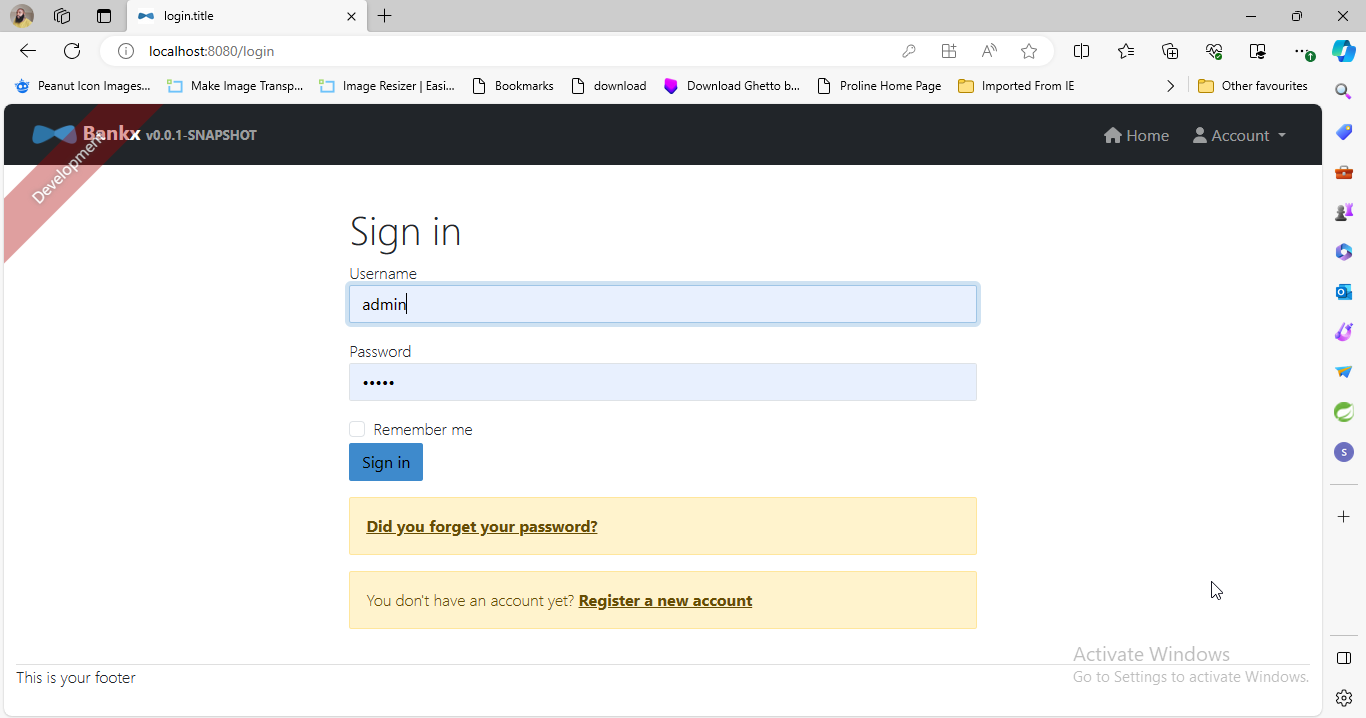 login.title
localhost:8080/login
Peanut Icon Images...
Make Image Transp...
Image Resizer | Easi...
Bookmarks
download
Download Ghetto b...
Proline Home Page
Imported From IE
Other favourites
Bankx v0.0.1-SNAPSHOT
Home
Account
Development
Sign in
Username
admin
Password
•••••
Remember me
Sign in
Did you forget your password?
You don't have an account yet? Register a new account
Activate Windows
Go to Settings to activate Windows.
This is your footer
S